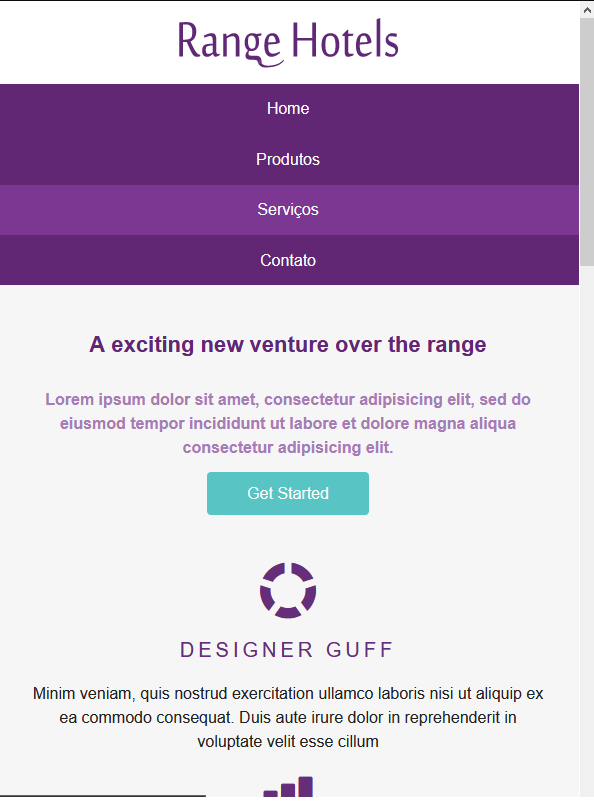 Range Hotels
Home
Produtos
Serviços
Contato
A exciting new venture over the range
Lorem ipsum dolor sit amet, consectetur adipisicing elit, sed do
eiusmod tempor incididunt ut labore et dolore magna aliqua
consectetur adipisicing elit.
Get Started
DESIGNER GUFF
Minim veniam, quis nostrud exercitation ullamco laboris nisi ut aliquip ex
ea commodo consequat. Duis aute irure dolor in reprehenderit in
voluptate velit esse cillum